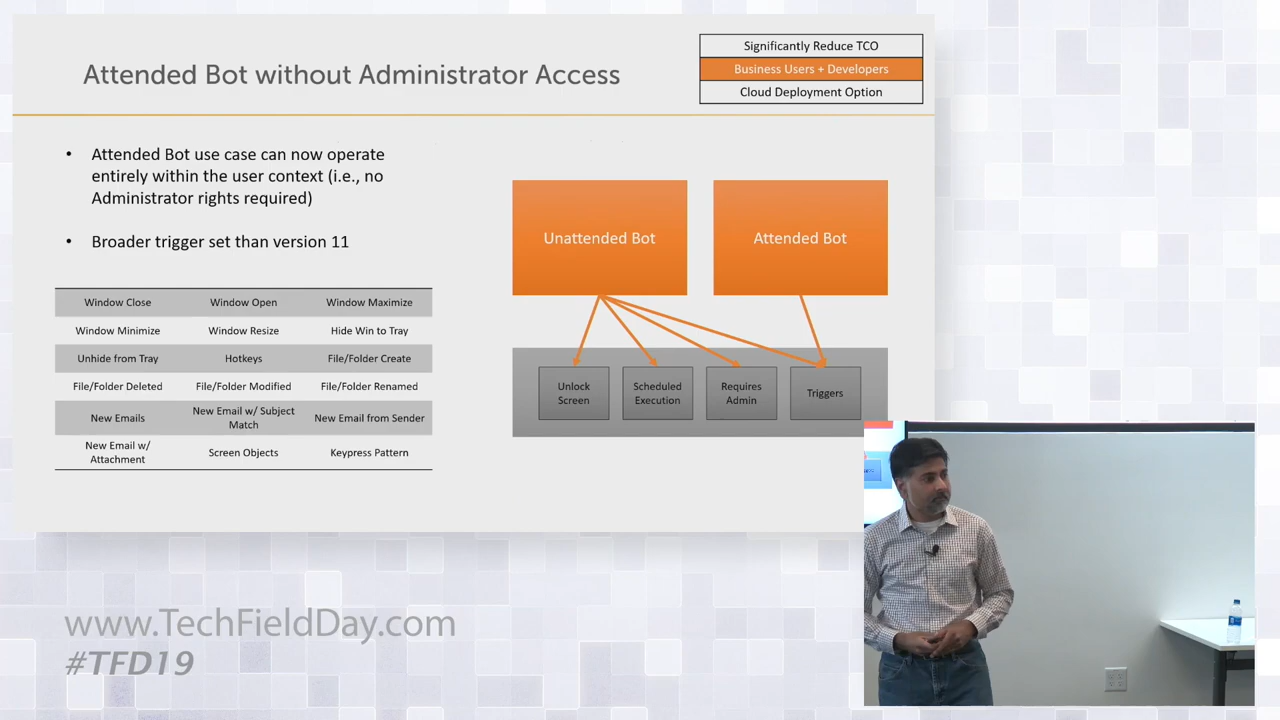 Attended Bot without Administrator Access
Significantly Reduce TCO
Business Users + Developers
Cloud Deployment Option
• Attended Bot use case can now operate
entirely within the user context (i.e., no
Administrator rights required)
• Broader trigger set than version 11
Window Close Window Open Window Maximize
Window Minimize Window Resize Hide Win to Tray
Unhide from Tray Hotkeys File/Folder Create
File/Folder Deleted File/Folder Modified File/Folder Renamed
New Emails New Email w/ Subject Match New Email from Sender
New Email w/ Attachment Screen Objects Keypress Pattern
Unattended Bot Attended Bot
Unlock Screen
Scheduled Execution
Requires Admin
Triggers
www.TechFieldDay.com
#TFD19